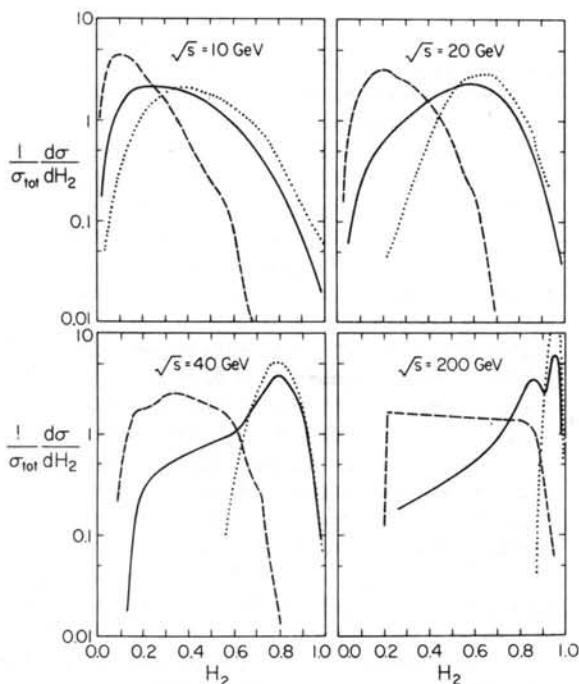 10
√s = 10 GeV
√s = 20 GeV
1
1/σtot dσ/dH2
0.1
0.01
10
√s = 40 GeV
√s = 200 GeV
1
1/σtot dσ/dH2
0.1
0.01
0.0 0.2 0.4 0.6 0.8 1.0 0.0 0.2 0.4 0.6 0.8 1.0
H2 H2